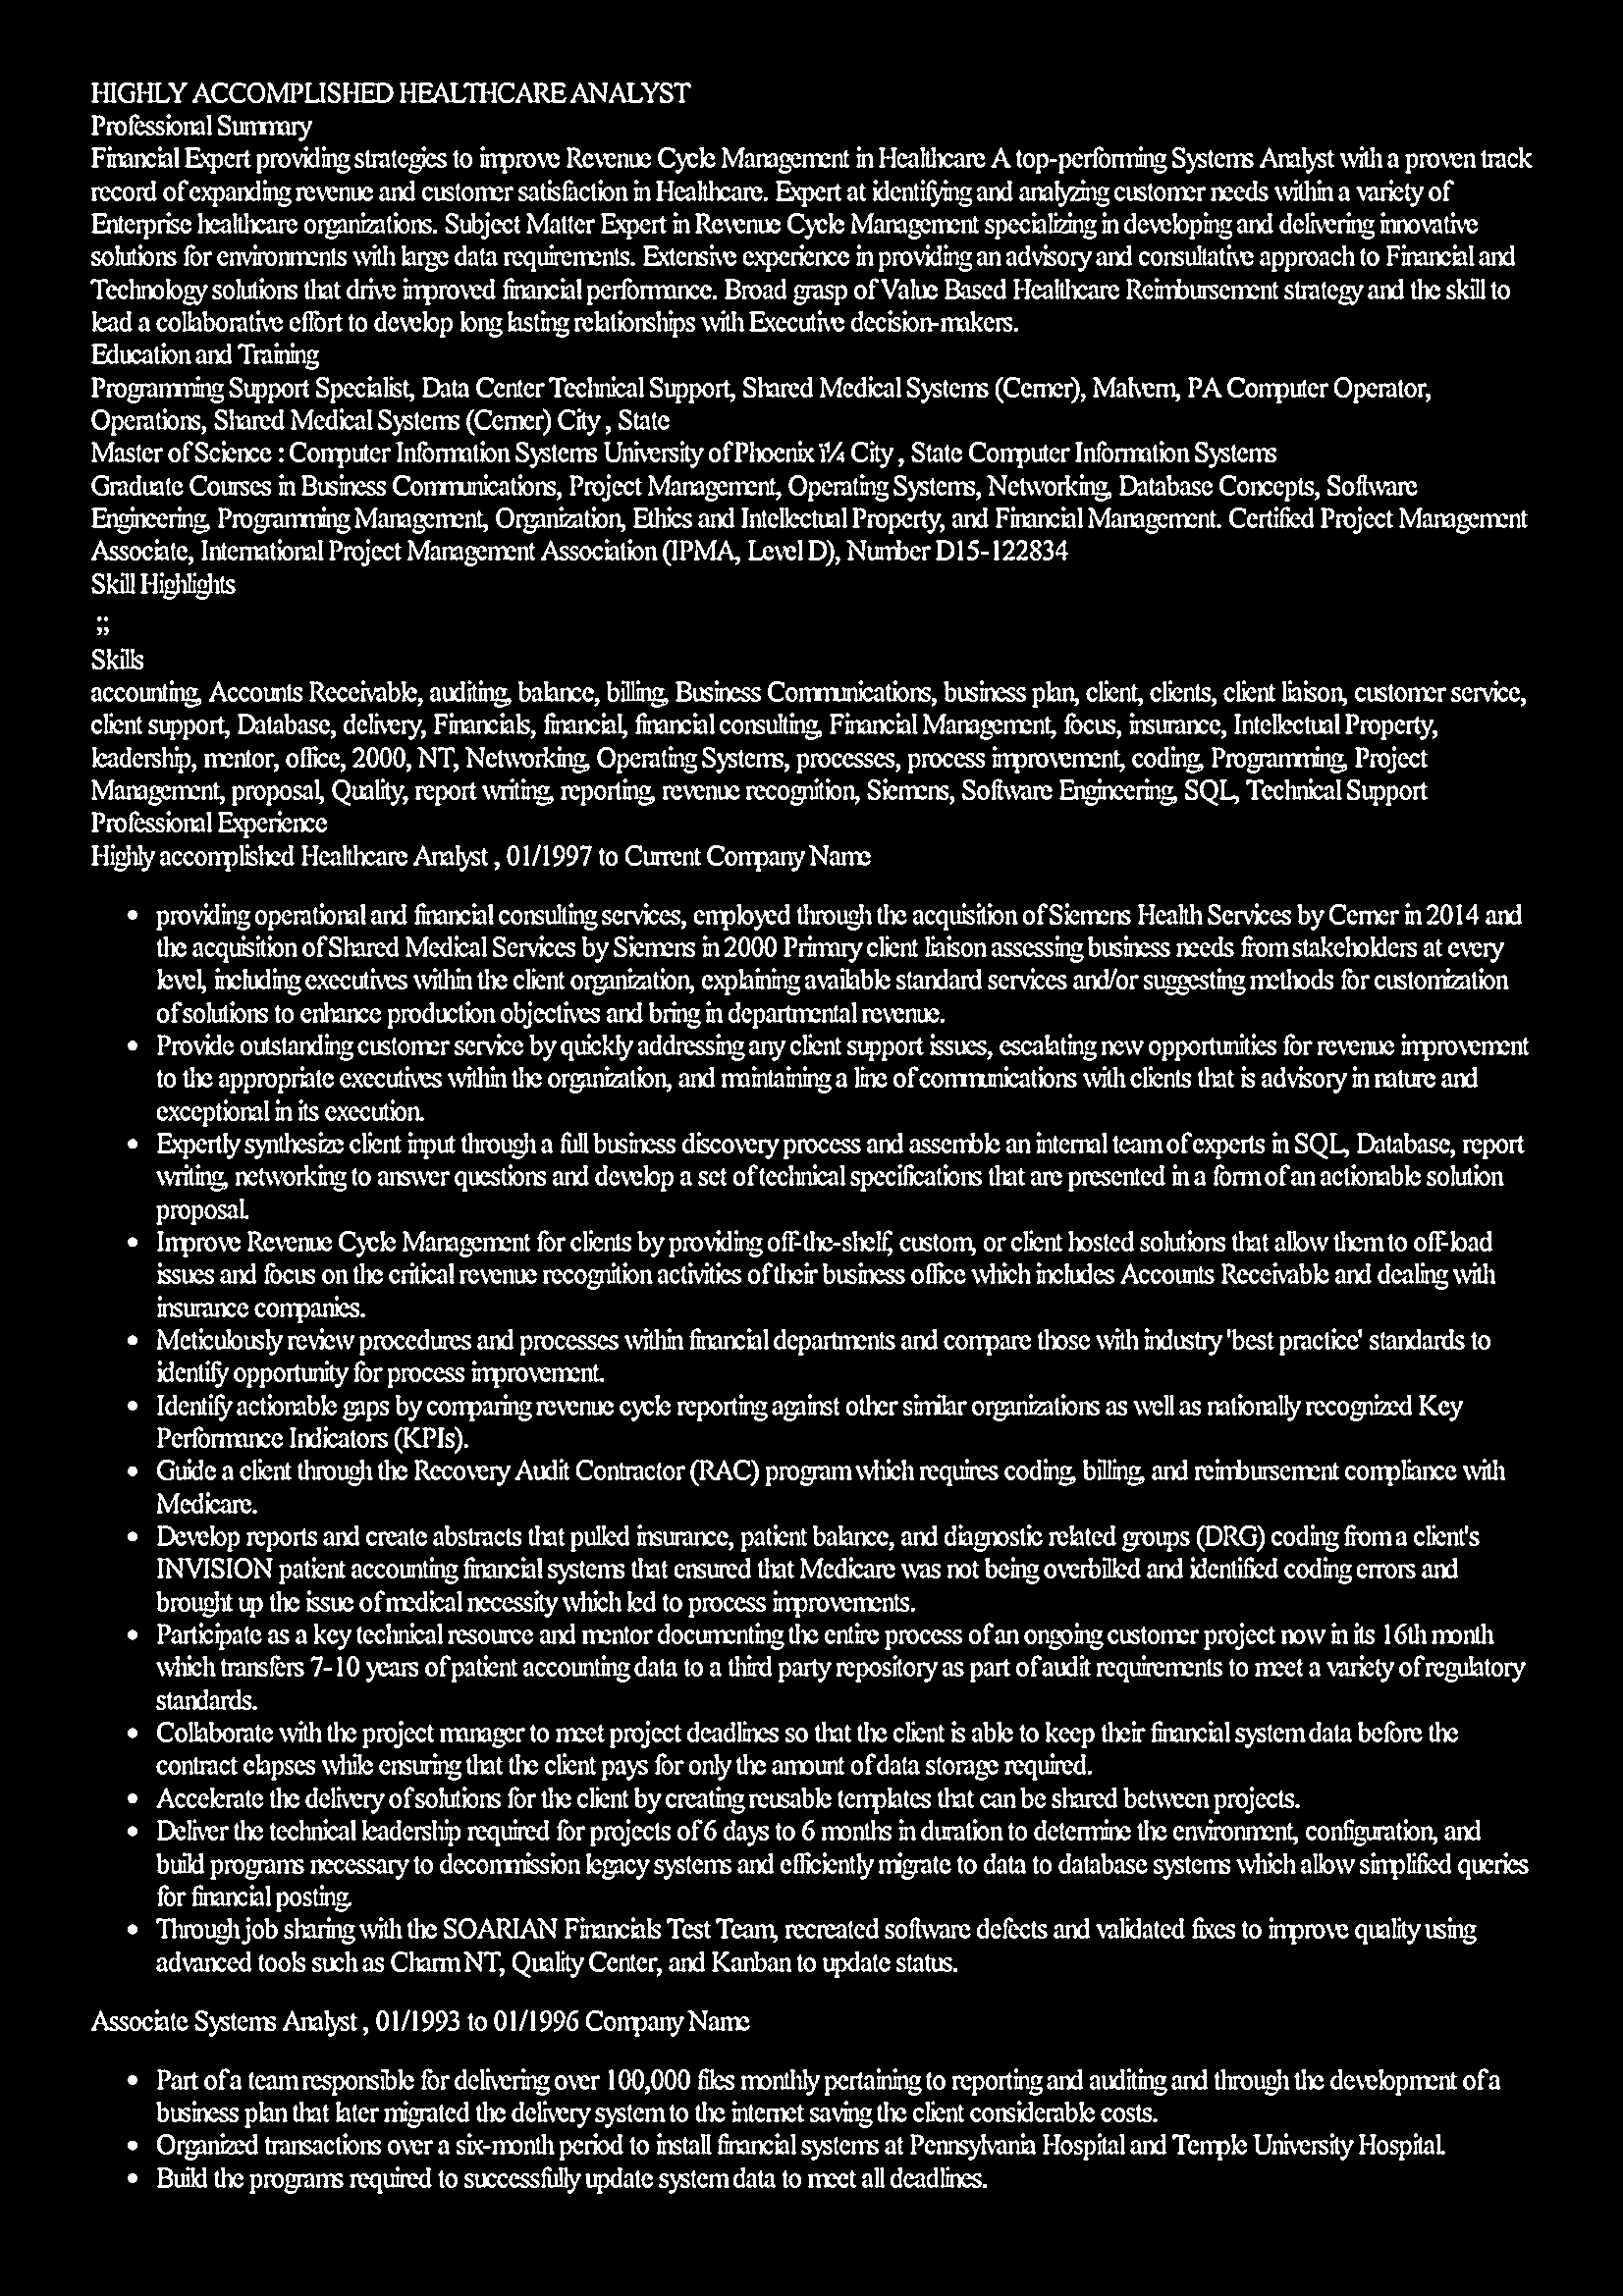 HIGHLY ACCOMPLISHED HEALTHCARE ANALYST
Professional Summary
Financial Expert providing strategies to improve Revenue Cycle Management in Healthcare A top-performing Systems Analyst with a proven track
record of expanding revenue and customer satisfaction in Healthcare. Expert at identifying and analyzing customer needs within a variety of
Enterprise healthcare organizations. Subject Matter Expert in Revenue Cycle Management specializing in developing and delivering innovative
solutions for environments with large data requirements. Extensive experience in providing an advisory and consultative approach to Financial and
Technology solutions that drive improved financial performance. Broad grasp of Value Based Healthcare Reimbursement strategy and the skill to
lead a collaborative effort to develop long lasting relationships with Executive decision-makers.
Education and Training
Programming Support Specialist, Data Center Technical Support, Shared Medical Systems (Cerner), Malvern, PA Computer Operator,
Operations, Shared Medical Systems (Cerner) City , State
Master of Science : Computer Information Systems University of Phoenix ï¼ City , State Computer Information Systems
Graduate Courses in Business Communications, Project Management, Operating Systems, Networking, Database Concepts, Software
Engineering, Programming Management, Organization, Ethics and Intellectual Property, and Financial Management. Certified Project Management
Associate, International Project Management Association (IPMA, Level D), Number D15-122834
Skill Highlights
;;
Skills
accounting, Accounts Receivable, auditing, balance, billing, Business Communications, business plan, client, clients, client liaison, customer service,
client support, Database, delivery, Financials, financial, financial consulting, Financial Management, focus, insurance, Intellectual Property,
leadership, mentor, office, 2000, NT, Networking, Operating Systems, processes, process improvement, coding, Programming, Project
Management, proposal, Quality, report writing, reporting, revenue recognition, Siemens, Software Engineering, SQL, Technical Support
Professional Experience
Highly accomplished Healthcare Analyst , 01/1997 to Current Company Name
• providing operational and financial consulting services, employed through the acquisition of Siemens Health Services by Cerner in 2014 and
the acquisition of Shared Medical Services by Siemens in 2000 Primary client liaison assessing business needs from stakeholders at every
level, including executives within the client organization, explaining available standard services and/or suggesting methods for customization
of solutions to enhance production objectives and bring in departmental revenue.
• Provide outstanding customer service by quickly addressing any client support issues, escalating new opportunities for revenue improvement
to the appropriate executives within the organization, and maintaining a line of communications with clients that is advisory in nature and
exceptional in its execution.
• Expertly synthesize client input through a full business discovery process and assemble an internal team of experts in SQL, Database, report
writing, networking to answer questions and develop a set of technical specifications that are presented in a form of an actionable solution
proposal.
• Improve Revenue Cycle Management for clients by providing off-the-shelf, custom, or client hosted solutions that allow them to off-load
issues and focus on the critical revenue recognition activities of their business office which includes Accounts Receivable and dealing with
insurance companies.
• Meticulously review procedures and processes within financial departments and compare those with industry 'best practice' standards to
identify opportunity for process improvement.
• Identify actionable gaps by comparing revenue cycle reporting against other similar organizations as well as nationally recognized Key
Performance Indicators (KPIs).
• Guide a client through the Recovery Audit Contractor (RAC) program which requires coding, billing, and reimbursement compliance with
Medicare.
• Develop reports and create abstracts that pulled insurance, patient balance, and diagnostic related groups (DRG) coding from a client's
INVISION patient accounting financial systems that ensured that Medicare was not being overbilled and identified coding errors and
brought up the issue of medical necessity which led to process improvements.
• Participate as a key technical resource and mentor documenting the entire process of an ongoing customer project now in its 16th month
which transfers 7-10 years of patient accounting data to a third party repository as part of audit requirements to meet a variety of regulatory
standards.
• Collaborate with the project manager to meet project deadlines so that the client is able to keep their financial system data before the
contract elapses while ensuring that the client pays for only the amount of data storage required.
• Accelerate the delivery of solutions for the client by creating reusable templates that can be shared between projects.
• Deliver the technical leadership required for projects of 6 days to 6 months in duration to determine the environment, configuration, and
build programs necessary to decommission legacy systems and efficiently migrate to data to database systems which allow simplified queries
for financial posting.
• Through job sharing with the SOARIAN Financials Test Team, recreated software defects and validated fixes to improve quality using
advanced tools such as Charm NT, Quality Center, and Kanban to update status.
Associate Systems Analyst , 01/1993 to 01/1996 Company Name
• Part of a team responsible for delivering over 100,000 files monthly pertaining to reporting and auditing and through the development of a
business plan that later migrated the delivery system to the internet saving the client considerable costs.
• Organized transactions over a six-month period to install financial systems at Pennsylvania Hospital and Temple University Hospital.
• Build the programs required to successfully update system data to meet all deadlines.